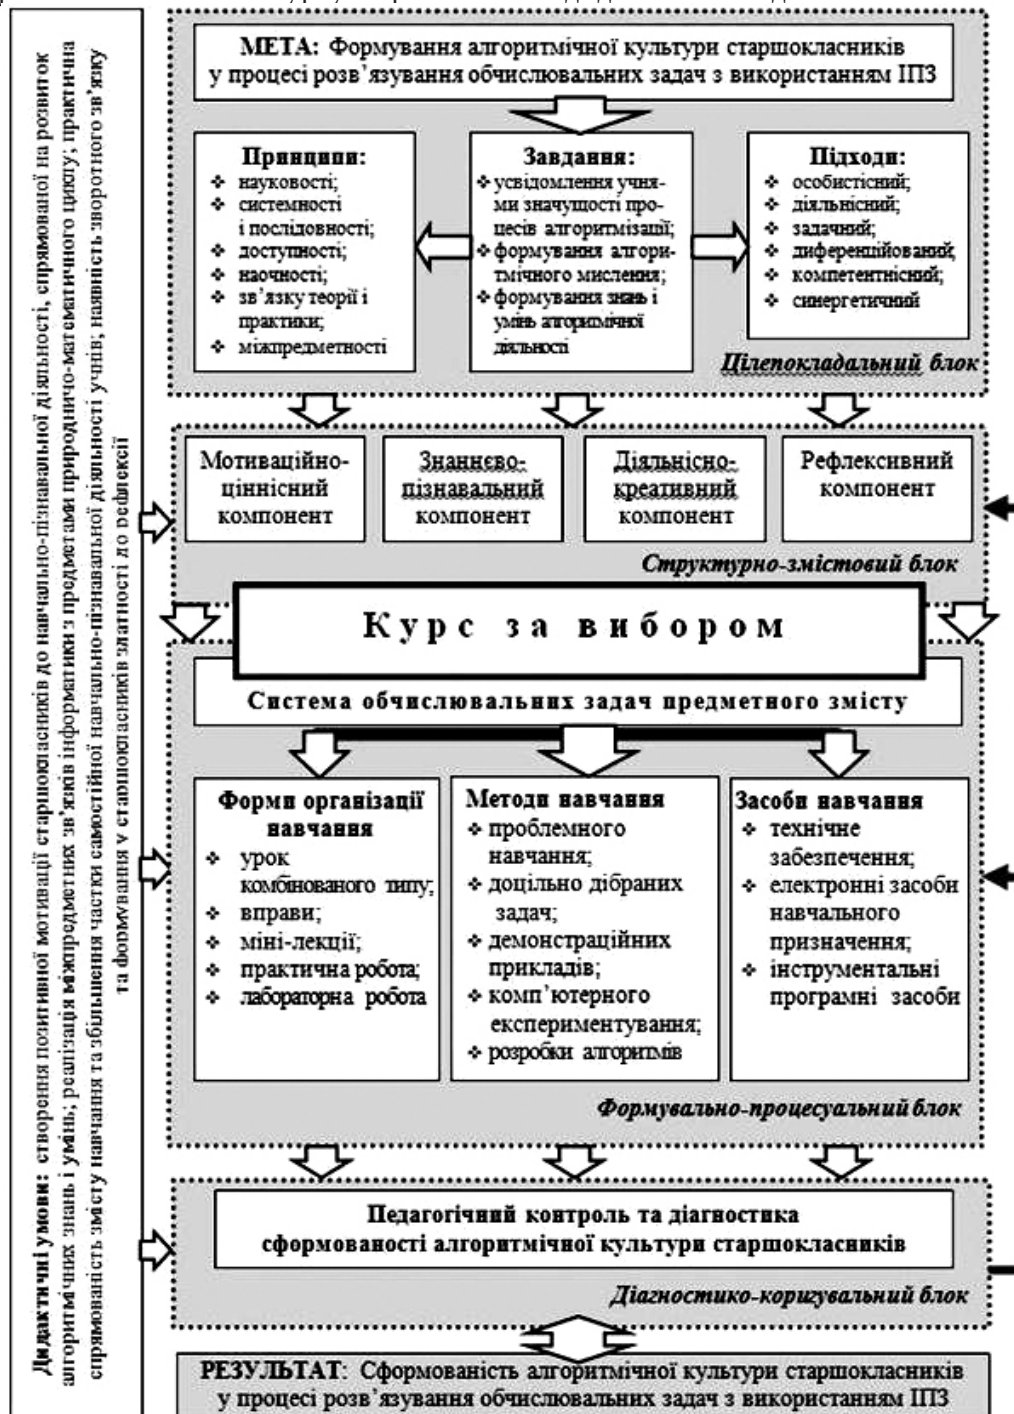 МЕТА: Формування алгоритмічної культури старшокласників
у процесі розв’язування обчислювальних задач з використанням ІПЗ
Принципи:
❖ науковості;
❖ системності
і послідовності;
❖ доступності;
❖ наочності;
❖ зв’язку теорії і
практики;
❖ міжпредметності
Завдання:
❖ усвідомлення учня-
ми значущості про-
цесів алгоритмізації;
❖ формування алгори-
тмічного мислення;
❖ формування знань і
умінь алгоритмічної
діяльності
Підходи:
❖ особистісний;
❖ діяльнісний;
❖ задачний;
❖ диференційований;
❖ компетентнісний;
❖ синергетичний
Цілепокладальний блок
Мотиваційно-
ціннісний
компонент
Знаннєво-
пізнавальний
компонент
Діяльнісно-
креативний
компонент
Рефлексивний
компонент
Структурно-змістовий блок
Курс за вибором
Система обчислювальних задач предметного змісту
Форми організації
навчання
❖ урок
комбінованого типу;
❖ вправи;
❖ міні-лекції;
❖ практична робота;
❖ лабораторна робота
Методи навчання
❖ проблемного
навчання;
❖ доцільно дібраних
задач;
❖ демонстраційних
прикладів;
❖ комп’ютерного
експериментування;
❖ розробки алгоритмів
Засоби навчання
❖ технічне
забезпечення;
❖ електронні засоби
навчального
призначення;
❖ інструментальні
програмні засоби
Формувально-процесуальний блок
Педагогічний контроль та діагностика
сформованості алгоритмічної культури старшокласників
Діагностико-коригувальний блок
РЕЗУЛЬТАТ: Сформованість алгоритмічної культури старшокласників
у процесі розв’язування обчислювальних задач з використанням ІПЗ
Дидактичні умови: створення позитивної мотивації старшокласників до навчально-пізнавальної діяльності, спрямованої на розвиток
алгоритмічних знань і умінь; реалізація міжпредметних зв’язків інформатики з предметами природничо-математичного циклу; практична
спрямованість змісту навчання та збільшення частки самостійної навчально-пізнавальної діяльності учнів; наявність зворотного зв’язку
та формування у старшокласників здатності до рефлексії